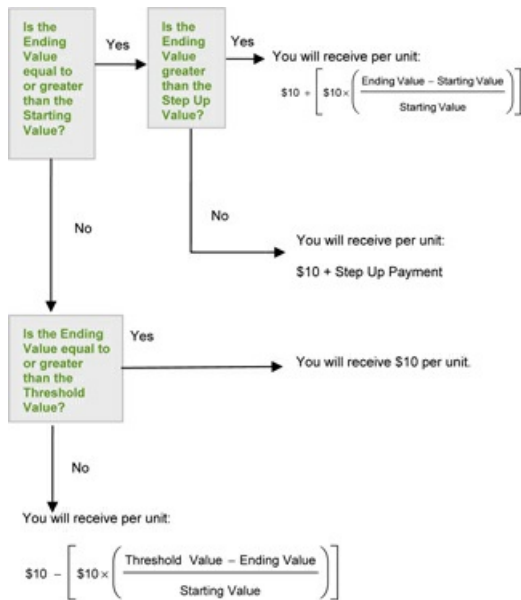 Is the
Ending
Value
equal to
or greater
than the
Starting
Value?
Yes
Is the
Ending
Value
greater
than the
Step Up
Value?
Yes
You will receive per unit:
$10 + [ $10 × ( Ending Value – Starting Value
Starting Value ) ]
No
No
You will receive per unit:
$10 + Step Up Payment
Is the Ending
Value equal to
or greater
than the
Threshold
Value?
Yes
You will receive $10 per unit.
No
You will receive per unit:
$10 – [ $10 × ( Threshold Value – Ending Value
Starting Value ) ]